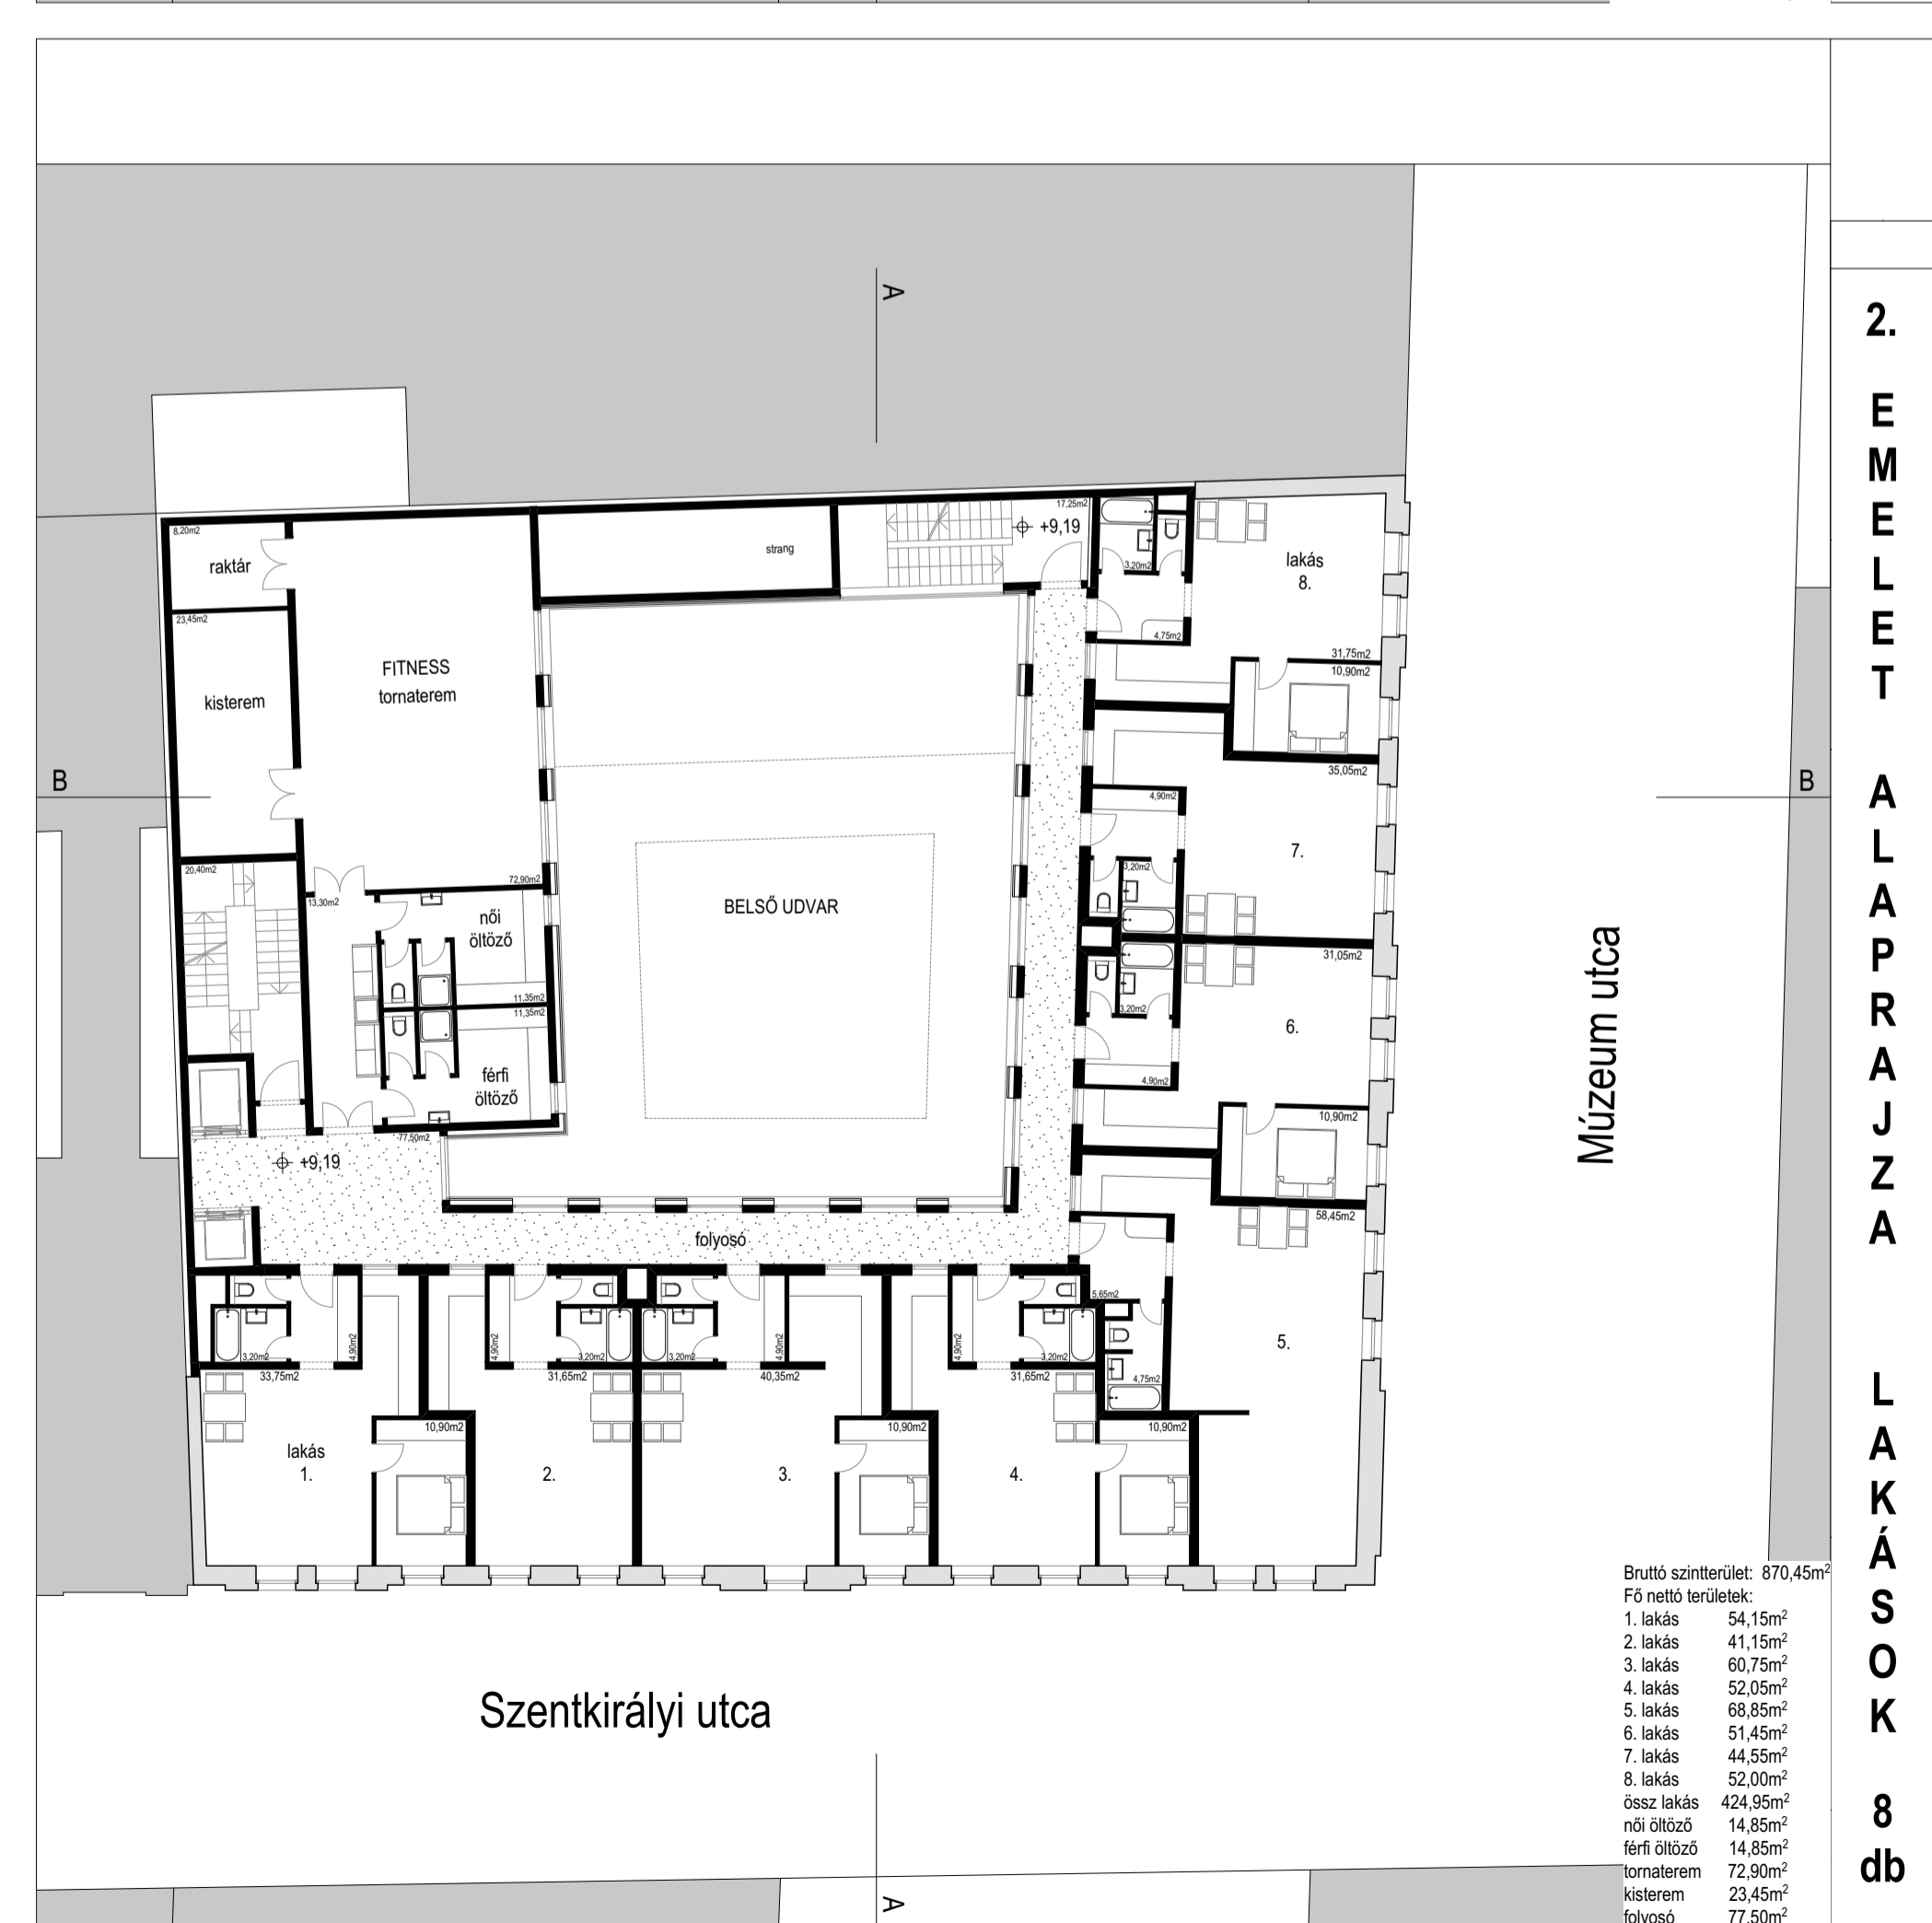 A
17,25m2
+9,19
8,20m2
raktár
strang
3,20m2
lakás
8.
23,45m2
4,75m2
31,75m2
10,90m2
FITNESS
tornaterem
kisterem
35,05m2
B
B
4,90m2
7.
3,20m2
20,40m2
72,90m2
13,30m2
női
öltöző
BELSŐ UDVAR
11,35m2
11,35m2
31,05m2
3,20m2
6.
férfi
öltöző
4,90m2
10,90m2
77,50m2
+9,19
58,45m2
folyosó
5,65m2
5.
4,90m2
4,90m2
4,90m2
4,90m2
3,20m2
3,20m2
3,20m2
3,20m2
4,75m2
33,75m2
31,65m2
40,35m2
31,65m2
10,90m2
10,90m2
10,90m2
lakás
1.
2.
3.
4.
Múzeum utca
Szentkirályi utca
A
Bruttó szintterület: 870,45m2
Fő nettó területek:
1. lakás 54,15m2
2. lakás 41,15m2
3. lakás 60,75m2
4. lakás 52,05m2
5. lakás 68,85m2
6. lakás 51,45m2
7. lakás 44,55m2
8. lakás 52,00m2
össz lakás 424,95m2
női öltöző 14,85m2
férfi öltöző 14,85m2
tornaterem 72,90m2
kisterem 23,45m2
folyosó 77,50m2
2. EMELET ALAPRAJZA LAKÁSOK 8 db